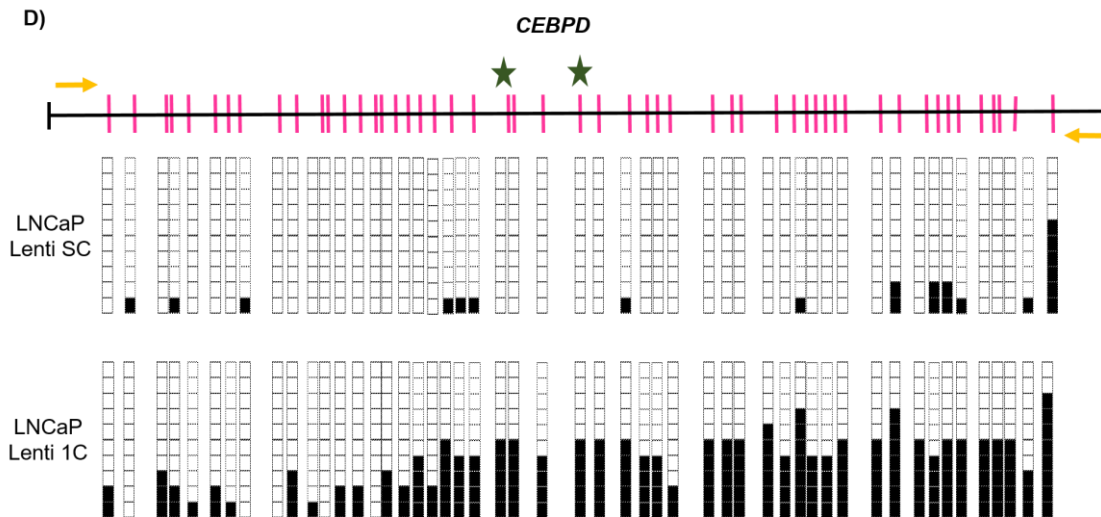 D)
CEBPD
LNCaP
Lenti SC
LNCaP
Lenti 1C